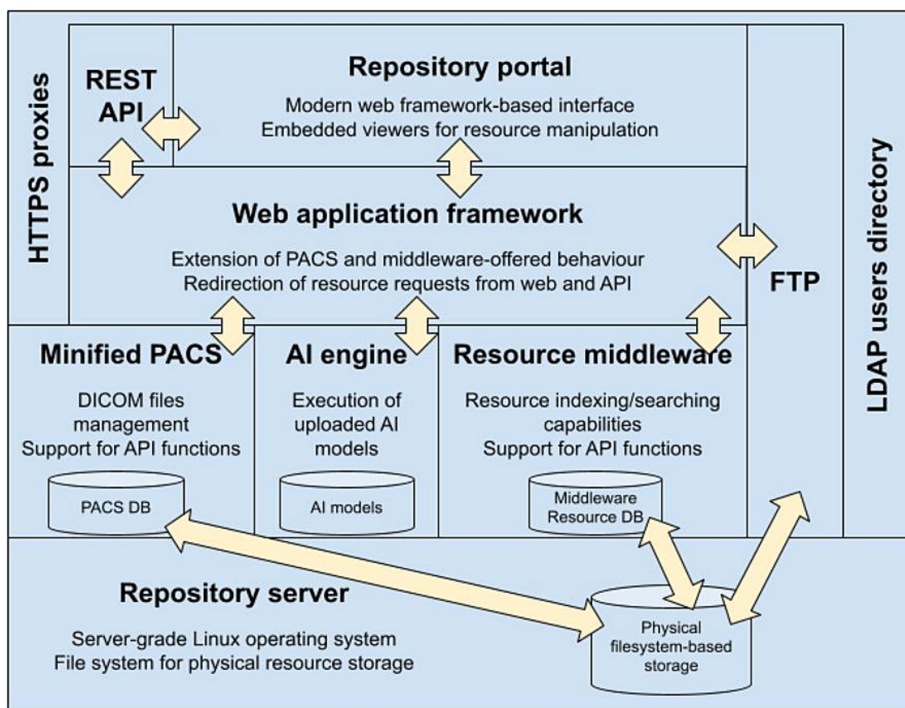 HTTPS proxies
REST
API
Repository portal
Modern web framework-based interface
Embedded viewers for resource manipulation
Web application framework
Extension of PACS and middleware-offered behaviour
Redirection of resource requests from web and API
FTP
LDAP users directory
Minified PACS
DICOM files
management
Support for API functions
PACS DB
AI engine
Execution of
uploaded AI
models
AI models
Resource middleware
Resource indexing/searching
capabilities
Support for API functions
Middleware
Resource DB
Repository server
Server-grade Linux operating system
File system for physical resource storage
Physical
filesystem-based
storage